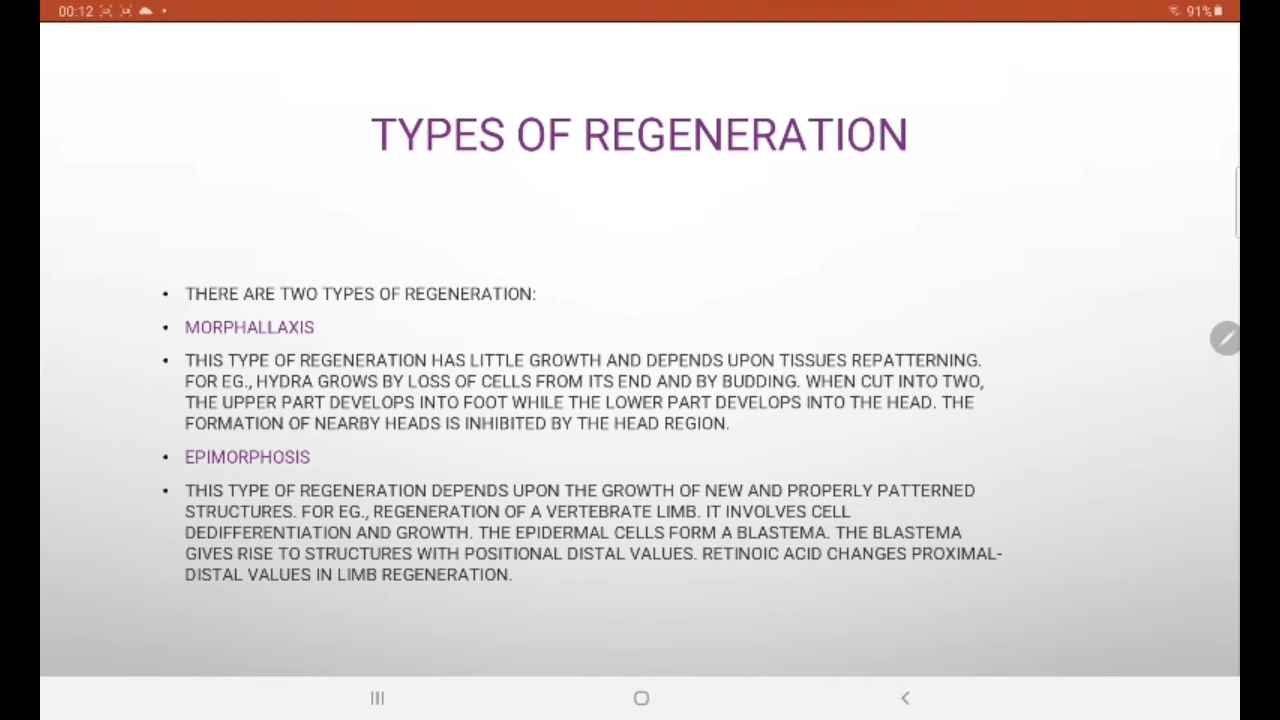 00:12
91%
TYPES OF REGENERATION
• THERE ARE TWO TYPES OF REGENERATION:
• MORPHALLAXIS
• THIS TYPE OF REGENERATION HAS LITTLE GROWTH AND DEPENDS UPON TISSUES REPATTERNING.
FOR EG., HYDRA GROWS BY LOSS OF CELLS FROM ITS END AND BY BUDDING. WHEN CUT INTO TWO,
THE UPPER PART DEVELOPS INTO FOOT WHILE THE LOWER PART DEVELOPS INTO THE HEAD. THE
FORMATION OF NEARBY HEADS IS INHIBITED BY THE HEAD REGION.
• EPIMORPHOSIS
• THIS TYPE OF REGENERATION DEPENDS UPON THE GROWTH OF NEW AND PROPERLY PATTERNED
STRUCTURES. FOR EG., REGENERATION OF A VERTEBRATE LIMB. IT INVOLVES CELL
DEDIFFERENTIATION AND GROWTH. THE EPIDERMAL CELLS FORM A BLASTEMA. THE BLASTEMA
GIVES RISE TO STRUCTURES WITH POSITIONAL DISTAL VALUES. RETINOIC ACID CHANGES PROXIMAL-
DISTAL VALUES IN LIMB REGENERATION.